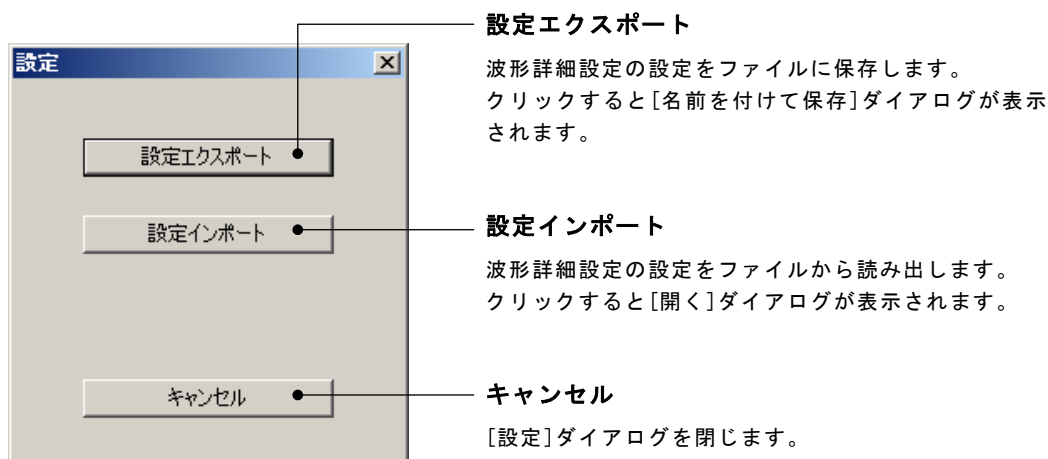 設定
設定エクスポート
設定インポート
キャンセル
設定エクスポート
波形詳細設定の設定をファイルに保存します。
クリックすると[名前を付けて保存]ダイアログが表示
されます。
設定インポート
波形詳細設定の設定をファイルから読み出します。
クリックすると[開く]ダイアログが表示されます。
キャンセル
[設定]ダイアログを閉じます。